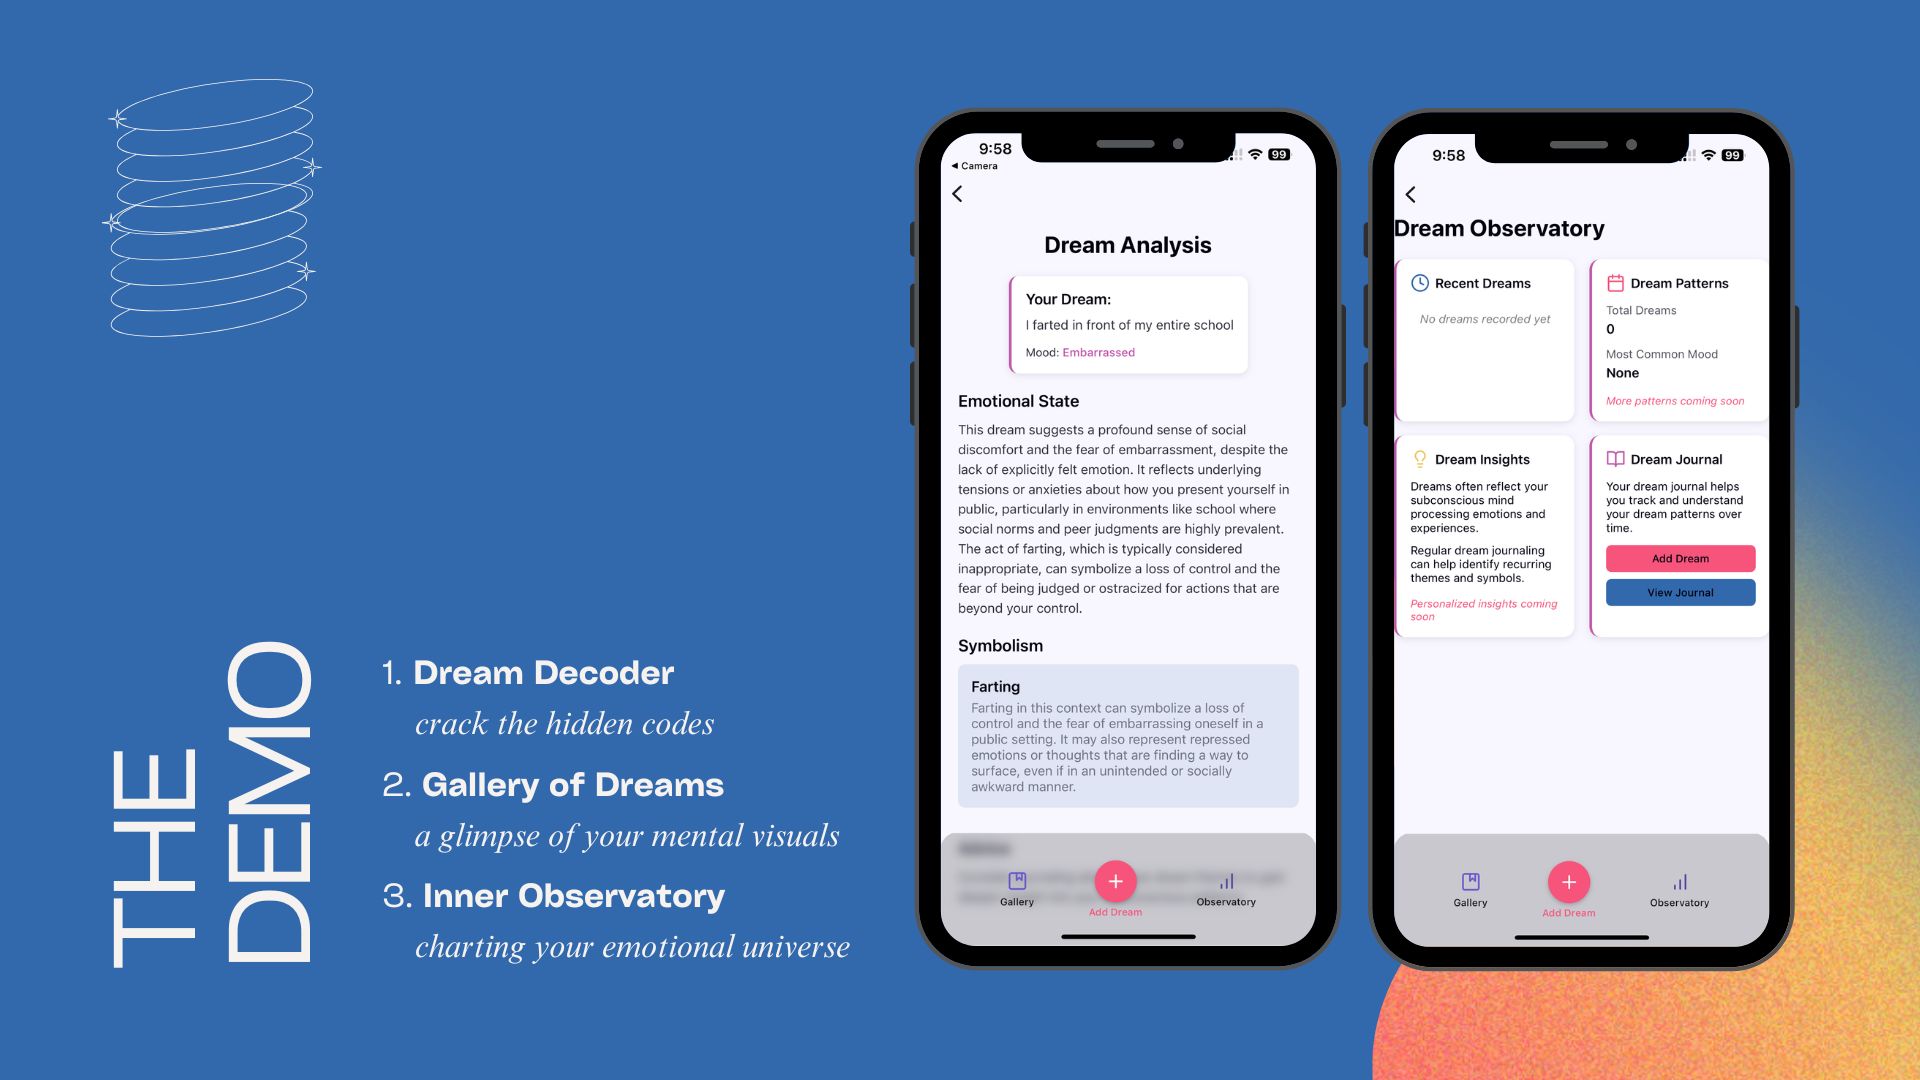 THE
DEMO
1. Dream Decoder
crack the hidden codes
2. Gallery of Dreams
a glimpse of your mental visuals
3. Inner Observatory
charting your emotional universe
9:58
99
◄ Camera
Dream Analysis
Your Dream:
I farted in front of my entire school
Mood: Embarrassed
Emotional State
This dream suggests a profound sense of social
discomfort and the fear of embarrassment, despite the
lack of explicitly felt emotion. It reflects underlying
tensions or anxieties about how you present yourself in
public, particularly in environments like school where
social norms and peer judgments are highly prevalent.
The act of farting, which is typically considered
inappropriate, can symbolize a loss of control and the
fear of being judged or ostracized for actions that are
beyond your control.
Symbolism
Farting
Farting in this context can symbolize a loss of
control and the fear of embarrassing oneself in a
public setting. It may also represent repressed
emotions or thoughts that are finding a way to
surface, even if in an unintended or socially
awkward manner.
Gallery
Add Dream
Observatory
9:58
99
Dream Observatory
Recent Dreams
No dreams recorded yet
Dream Patterns
Total Dreams
0
Most Common Mood
None
More patterns coming soon
Dream Insights
Dreams often reflect your
subconscious mind
processing emotions and
experiences.
Regular dream journaling
can help identify recurring
themes and symbols.
Personalized insights coming
soon
Dream Journal
Your dream journal helps
you track and understand
your dream patterns over
time.
Add Dream
View Journal
Gallery
Add Dream
Observatory